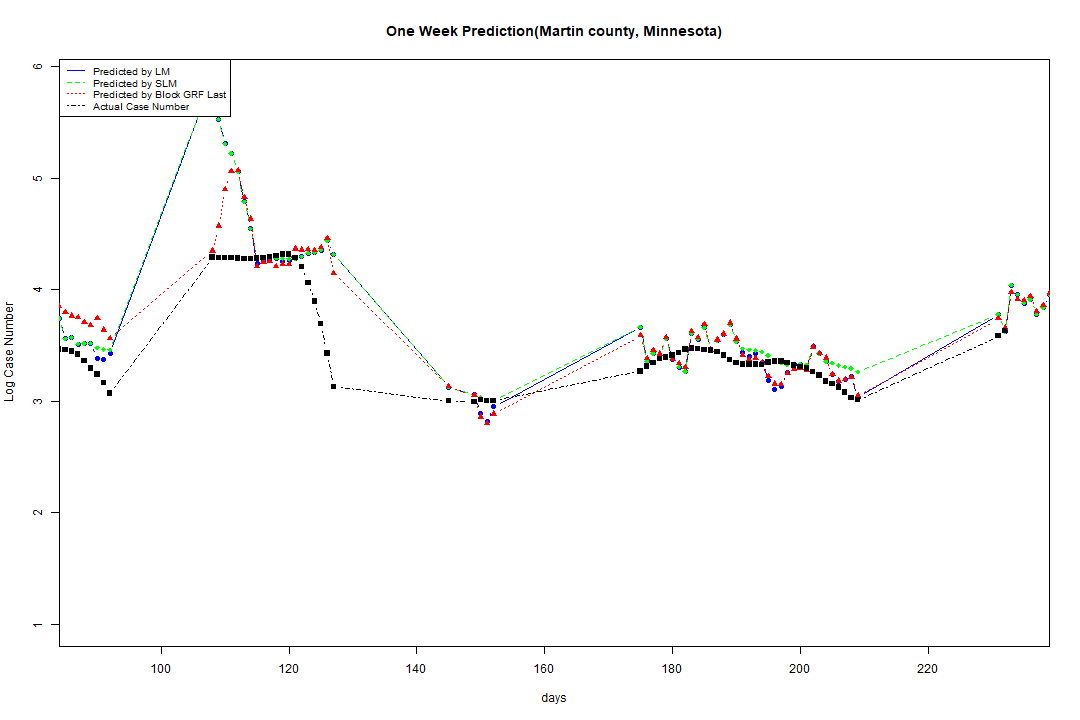 One Week Prediction(Martin county, Minnesota)
Predicted by LM
Predicted by SLM
Predicted by Block GRF Last
Actual Case Number
6
5
4
3
2
1
Log Case Number
100 120 140 160 180 200 220
days